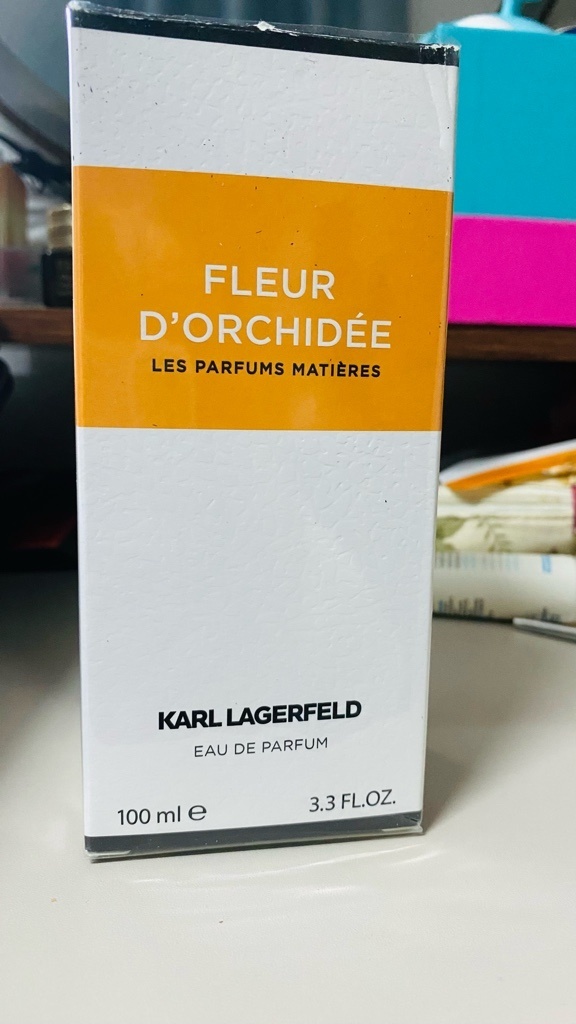 FLEUR
D'ORCHIDÉE
LES PARFUMS MATIÈRES
KARL LAGERFELD
EAU DE PARFUM
100 ml ℮
3.3 FL.OZ.